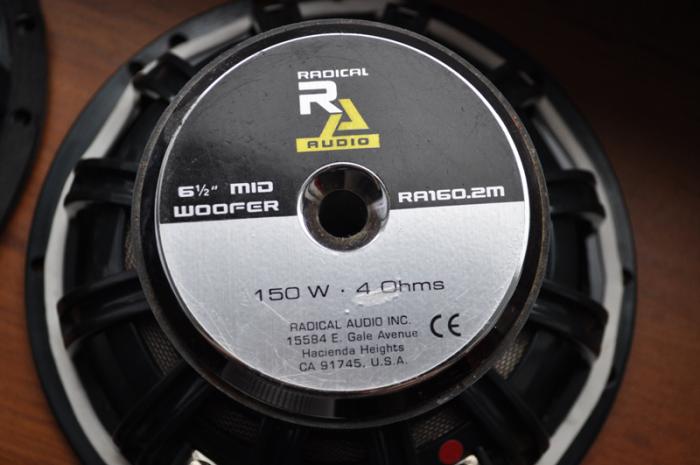 RADICAL
RA
AUDIO
6½" MID
WOOFER
RA160.2M
150 W · 4 Ohms
RADICAL AUDIO INC.
15584 E. Gale Avenue
Hacienda Heights
CA 91745, U.S.A.
CE